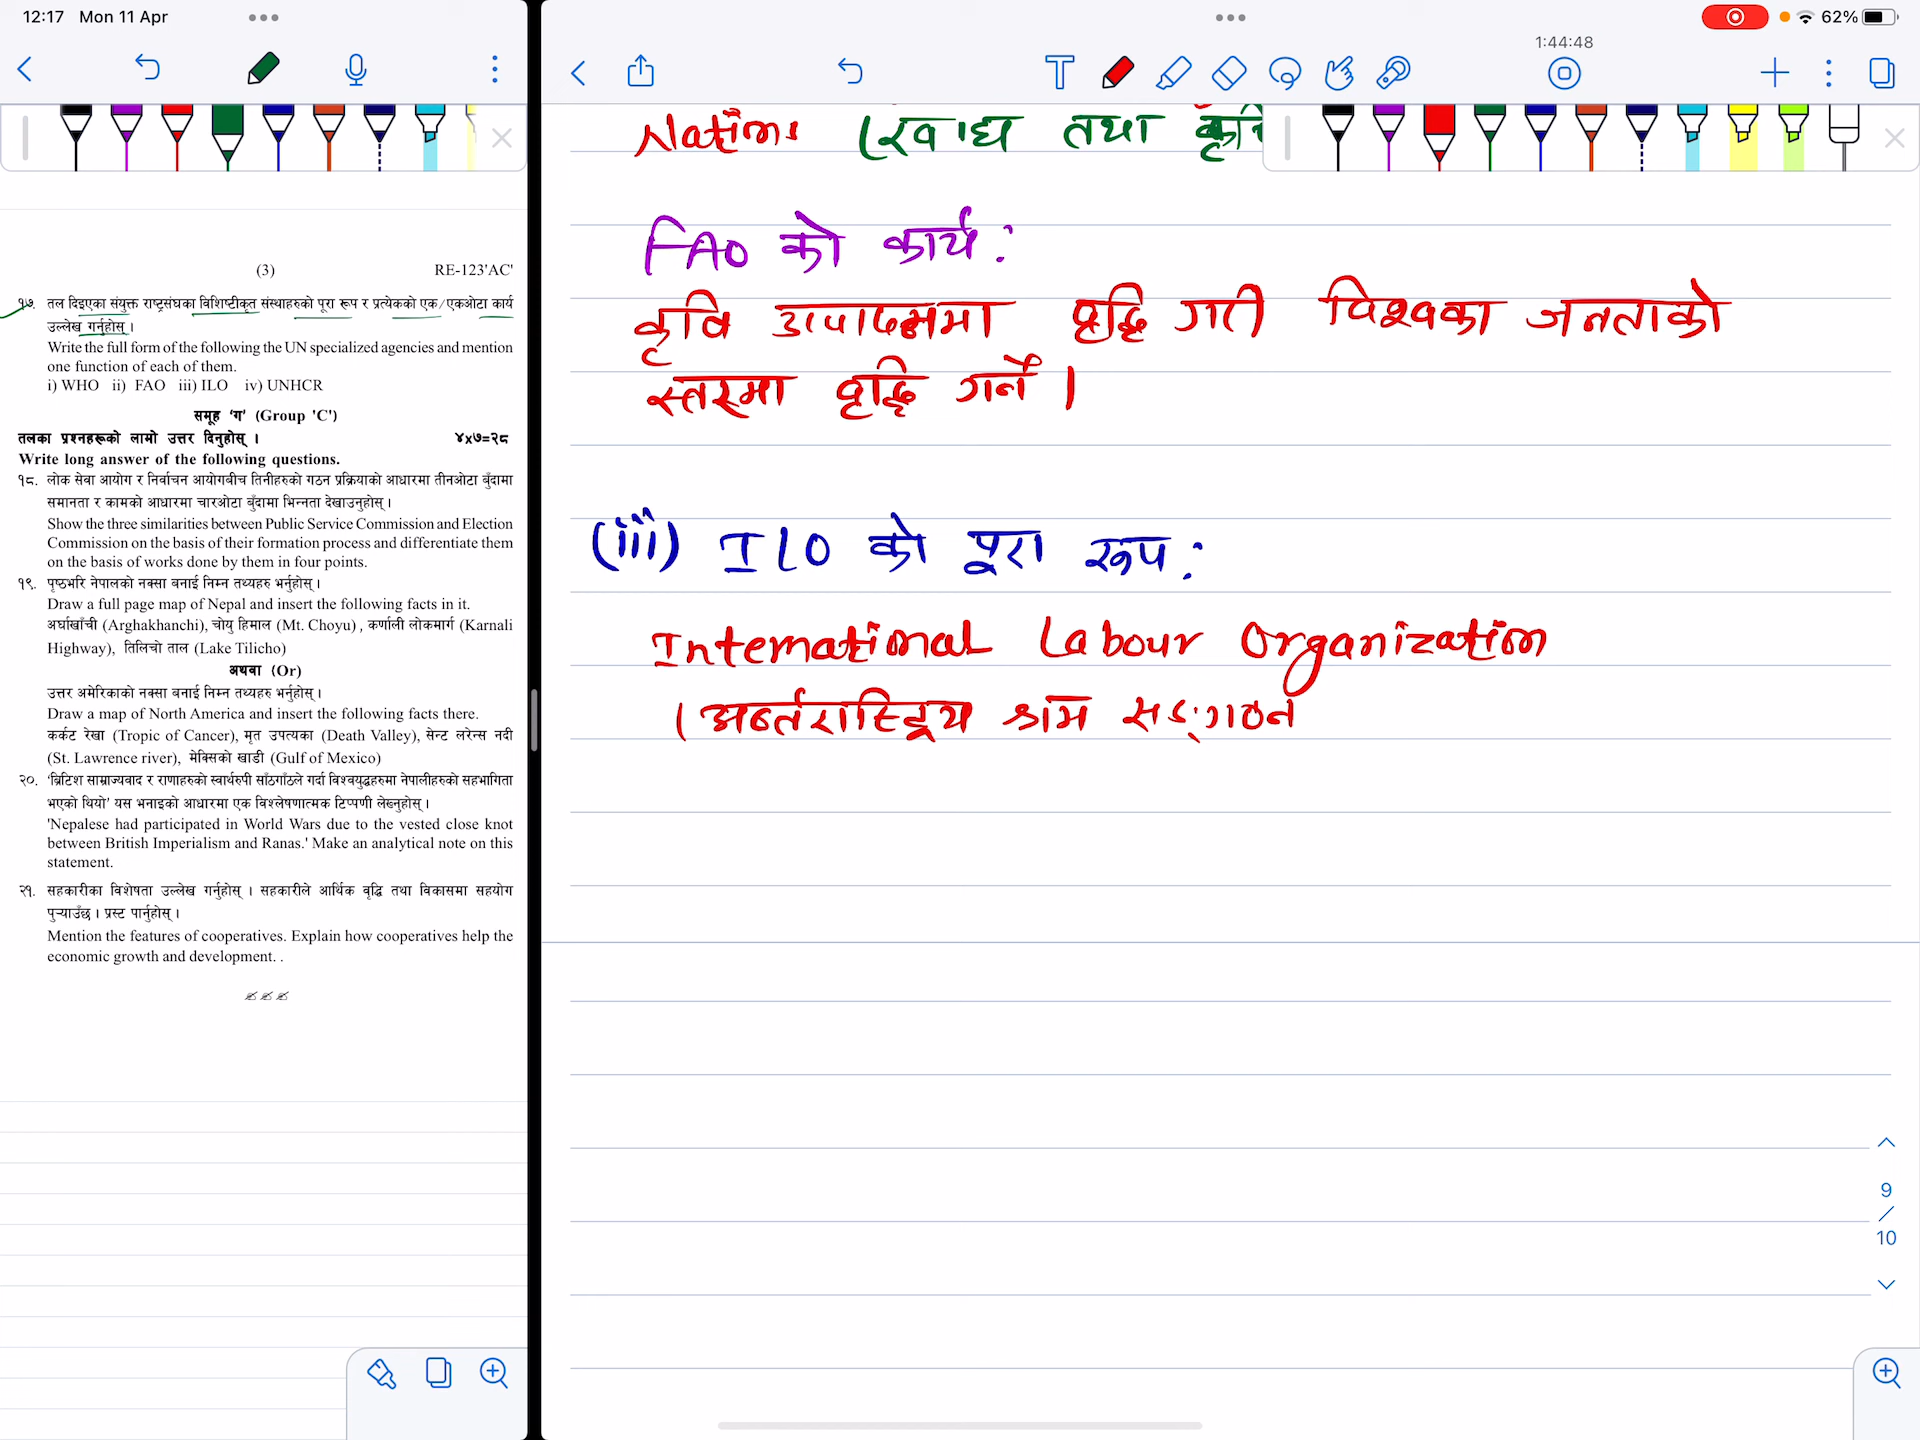 12:17 Mon 11 Apr
62%
1:44:48
(3) RE-123'AC'
१७. तल दिइएका संयुक्त राष्ट्रसंघका विशिष्टीकृत संस्थाहरुको पूरा रूप र प्रत्येकको एक/एकओटा कार्य
उल्लेख गर्नुहोस् ।
Write the full form of the following the UN specialized agencies and mention
one function of each of them.
i) WHO ii) FAO iii) ILO iv) UNHCR
समूह 'ग' (Group 'C')
तलका प्रश्नहरूको लामो उत्तर दिनुहोस् । ४x७=२८
Write long answer of the following questions.
१८. लोक सेवा आयोग र निर्वाचन आयोगबीच तिनीहरुको गठन प्रक्रियाको आधारमा तीनओटा बुँदामा
समानता र कामको आधारमा चारओटा बुँदामा भिन्नता देखाउनुहोस् ।
Show the three similarities between Public Service Commission and Election
Commission on the basis of their formation process and differentiate them
on the basis of works done by them in four points.
१९. पृष्ठभरि नेपालको नक्सा बनाई निम्न तथ्यहरु भर्नुहोस् ।
Draw a full page map of Nepal and insert the following facts in it.
अर्घाखाँची (Arghakhanchi), चोयु हिमाल (Mt. Choyu), कर्णाली लोकमार्ग (Karnali
Highway), तिलिचो ताल (Lake Tilicho)
अथवा (Or)
उत्तर अमेरिकाको नक्सा बनाई निम्न तथ्यहरु भर्नुहोस् ।
Draw a map of North America and insert the following facts there.
कर्कट रेखा (Tropic of Cancer), मृत उपत्यका (Death Valley), सेन्ट लरेन्स नदी
(St. Lawrence river), मेक्सिको खाडी (Gulf of Mexico)
२०. 'ब्रिटिश साम्राज्यवाद र राणाहरुको स्वार्थरुपी साँठगाँठले गर्दा विश्वयुद्धहरुमा नेपालीहरुको सहभागिता
भएको थियो' यस भनाइको आधारमा एक विश्लेषणात्मक टिप्पणी लेख्नुहोस् ।
'Nepalese had participated in World Wars due to the vested close knot
between British Imperialism and Ranas.' Make an analytical note on this
statement.
२१. सहकारीका विशेषता उल्लेख गर्नुहोस् । सहकारीले आर्थिक वृद्धि तथा विकासमा सहयोग
पुऱ्याउँछ । प्रस्ट पार्नुहोस् ।
Mention the features of cooperatives. Explain how cooperatives help the
economic growth and development. .
Nations (खाद्य तथा कृषि
FAO को कार्य :
कृषि उत्पादनमा वृद्धि गरी विश्वका जनताको
स्तरमा वृद्धि गर्ने ।
(iii) ILO को पूरा रूप :
International Labour Organization
(अन्तर्राष्ट्रिय श्रम सङ्गठन
9
/
10